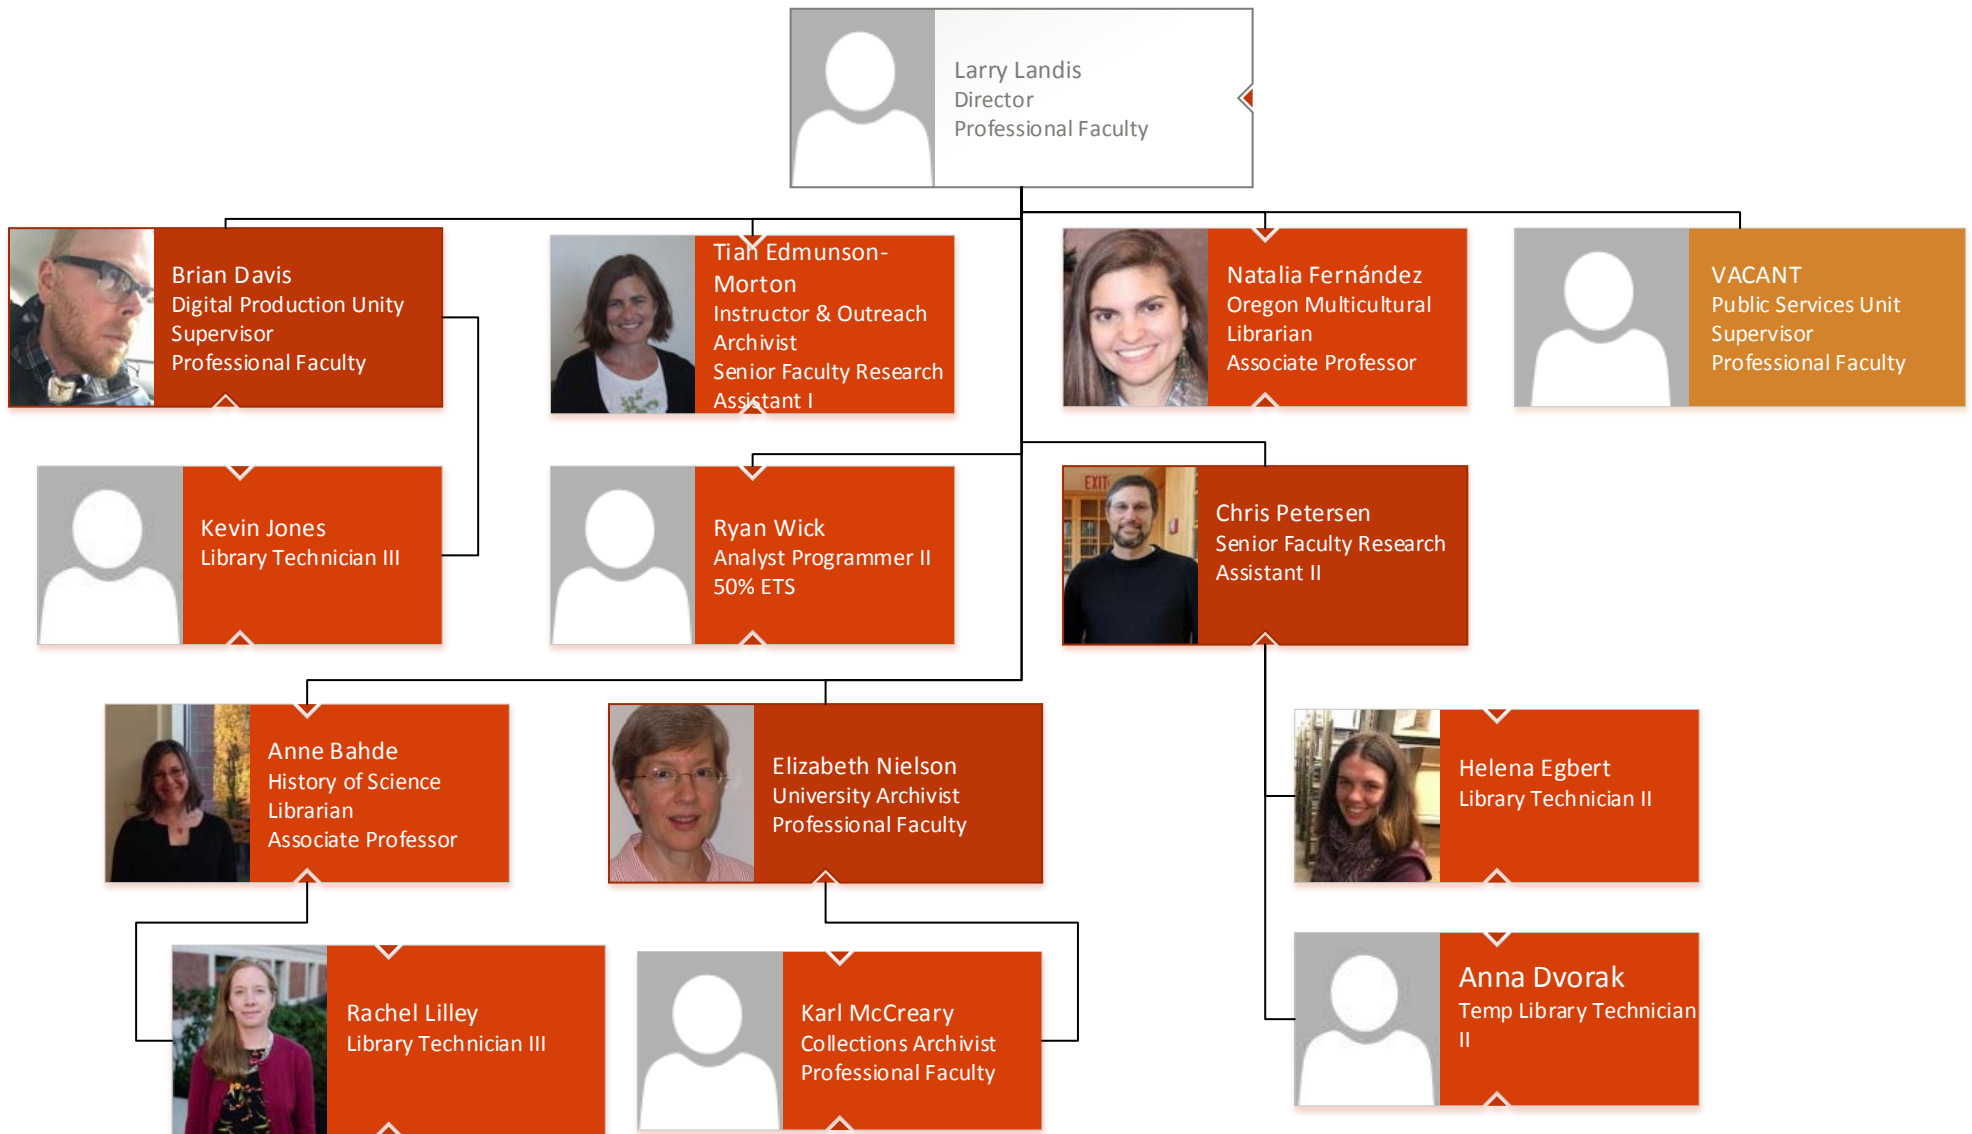 Larry Landis
Director
Professional Faculty
Brian Davis
Digital Production Unity
Supervisor
Professional Faculty
Tiah Edmunson-
Morton
Instructor & Outreach
Archivist
Senior Faculty Research
Assistant I
Natalia Fernández
Oregon Multicultural
Librarian
Associate Professor
VACANT
Public Services Unit
Supervisor
Professional Faculty
Kevin Jones
Library Technician III
Ryan Wick
Analyst Programmer II
50% ETS
EXIT
Chris Petersen
Senior Faculty Research
Assistant II
Anne Bahde
History of Science
Librarian
Associate Professor
Elizabeth Nielson
University Archivist
Professional Faculty
Helena Egbert
Library Technician II
Rachel Lilley
Library Technician III
Karl McCreary
Collections Archivist
Professional Faculty
Anna Dvorak
Temp Library Technician
II